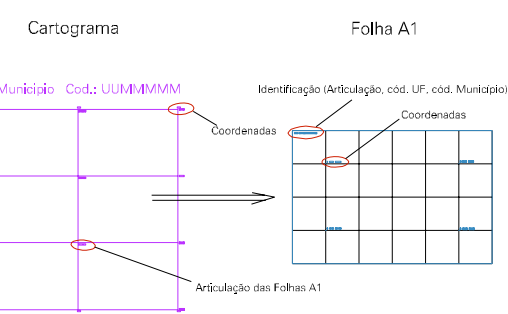 Cartograma
Folha A1
Municipio Cod.: UUMMMMM
Identificação (Articulação, cód. UF, cód. Município)
Coordenadas
Coordenadas
Articulação das Folhas A1